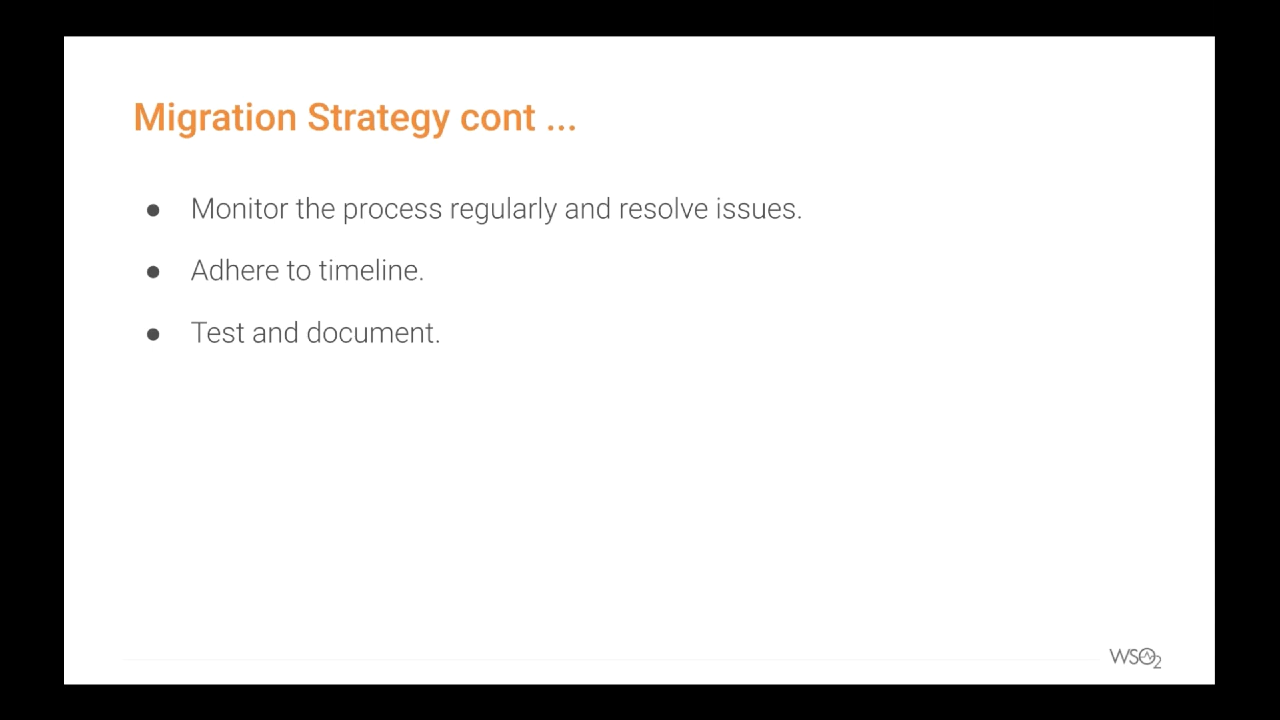 Migration Strategy cont ...
● Monitor the process regularly and resolve issues.
● Adhere to timeline.
● Test and document.
WSO2